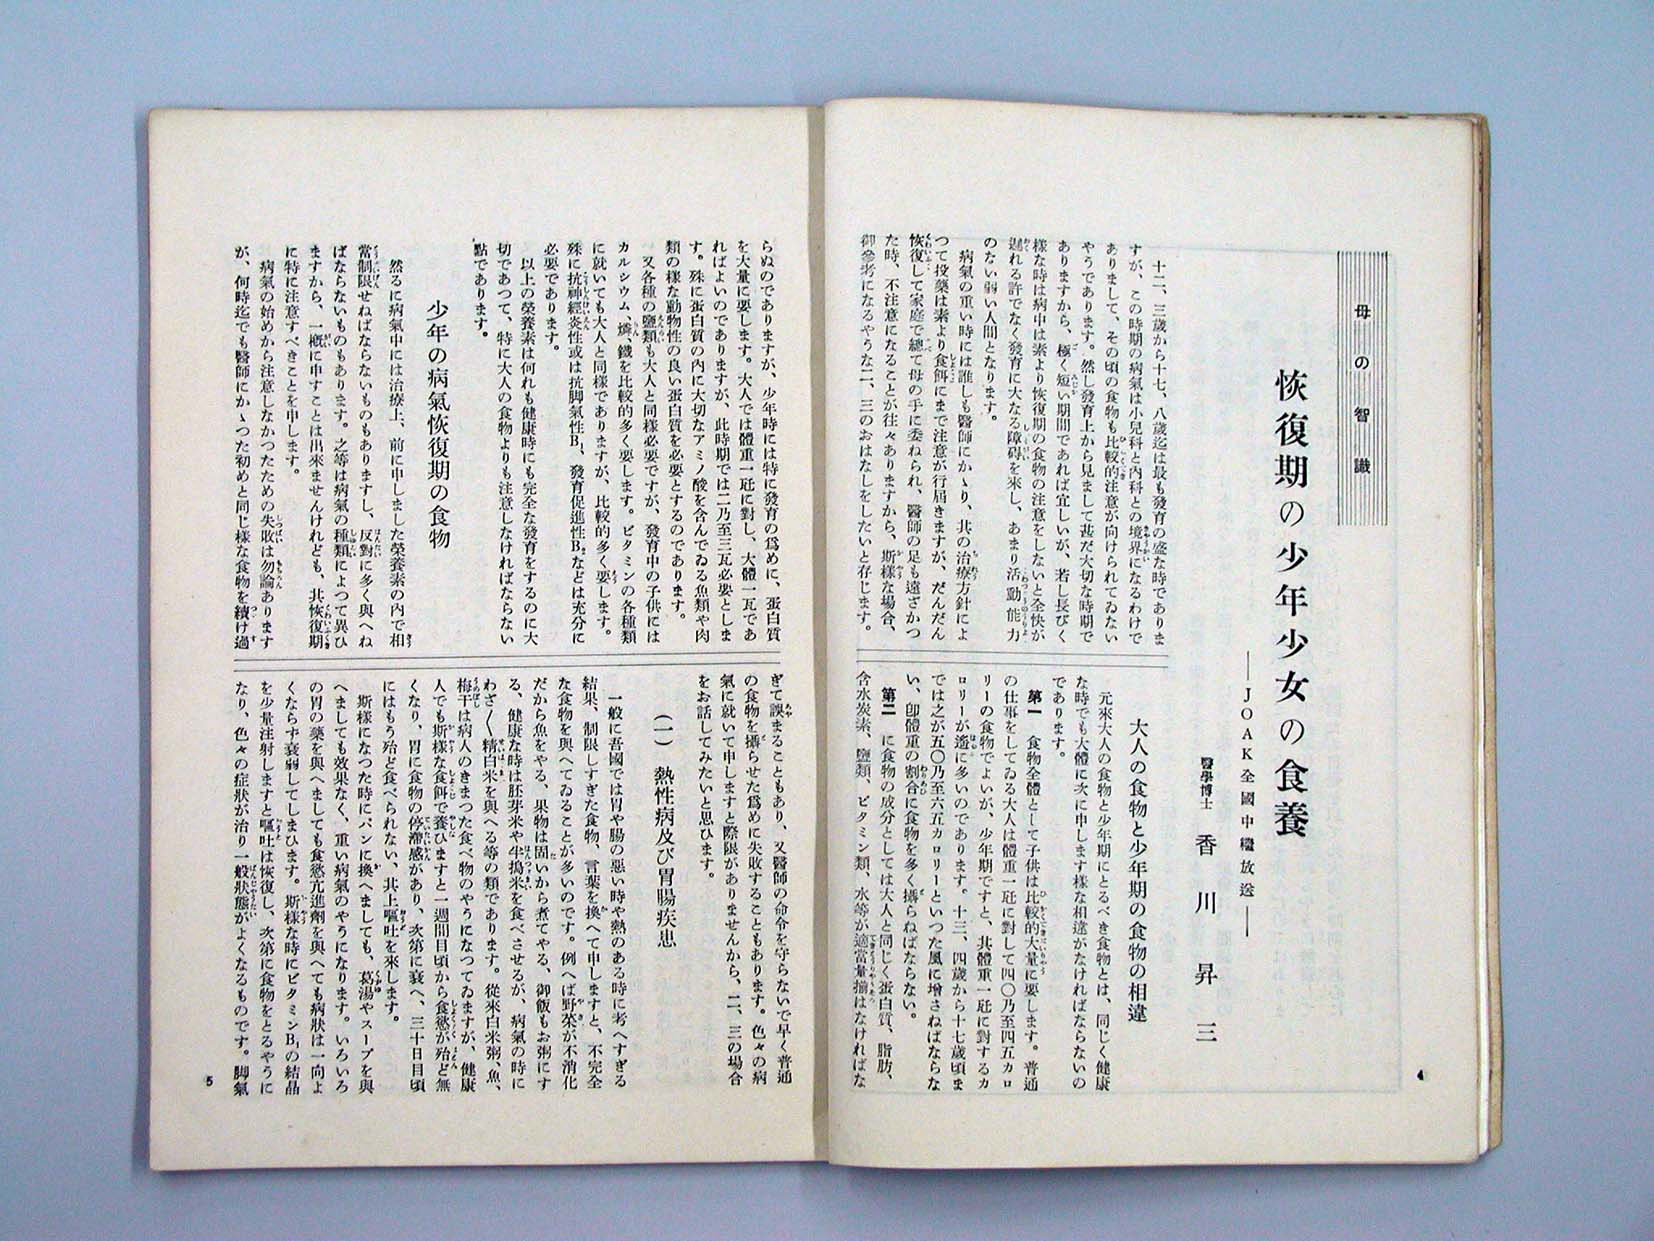 母の智識
恢復期の少年少女の食養
――JOAK全國中繼放送――
醫學博士 香川昇三
十二、三歳から十七、八歳迄は最も發育の盛な時でありま
すが、この時期の病氣は小兒科と內科との境界になるわけで
ありまして、その頃の食物も比較的注意が向けられてゐない
やうであります。然し發育上から見まして甚だ大切な時期で
ありますから、極く短い期間であれば宜しいが、若し長びく
樣な時は病中は素より恢復期の食物の注意をしないと全快が
遲れる許でなく、發育に大なる障碍を來し、あまり活動能力
のない弱い人間となります。
病氣の重い時には誰しも醫師にかゝり、共の治療方針によ
つて投藥は素より食餌にまで注意が行屆きますが、だんだん
恢復して家庭で總て母の手に委ねられ、醫師の足も遠ざかつ
た時、不注意になることが往々ありますから、斯樣な場合、
御參考になるやうな二、三のおはなしをしたいと存じます。
大人の食物と少年期の食物の相違
元來大人の食物と少年期にとるべき食物とは、同じく健康
な時でも大體に次に申します樣な相違がなければならないの
であります。
第一 食物全體として子供は比較的大量に要します。普通
の仕事をしてゐる大人は體重一瓩に對して四〇乃至四五カロ
リーの食物でよいが、少年期ですと、其體重一瓩に對するカ
ロリーが遙に多いのであります。十三、四歳から十七歳頃ま
では之が五〇乃至六五カロリーといつた風に增さねばならな
い、卽體重の割合に食物を多く攝らねばならない。
第二 に食物の成分としては大人と同じく蛋白質、脂肪、
含水炭素、鹽類、ビタミン類、水等が適當量揃はなければな
4
らぬのでありますが、少年時には特に發育の爲めに、蛋白質
を大量に要します。大人では體重一瓩に對し、大體一瓦であ
ればよいのでありますが、此時期では二乃至三瓦必要としま
す。殊に蛋白質の內に大切なアミノ酸を含んでゐる魚類や肉
類の樣な動物性の良い蛋白質を必要とするのであります。
又各種の鹽類も大人と同樣必要ですが、發育中の子供には
カルシウム、燐、鐵を比較的多く要します。ビタミンの各種類
に就いても大人と同樣でありますが、比較的多く要します。
殊に抗神經炎性或は抗脚氣性B₁、發育促進性B₂などは充分に
必要であります。
以上の榮養素は何れも健康時にも完全な發育をするのに大
切であつて、特に大人の食物よりも注意しなければならない
點であります。
少年の病氣恢復期の食物
然るに病氣中には治療上、前に申しました榮養素の內で相
當制限せねばならないものもありますし、反對に多く與へね
ばならないものもあります。之等は病氣の種類によつて異ひ
ますから、一槪に申すことは出來ませんけれども、其恢復期
に特に注意すべきことを申します。
病氣の始めから注意しなかつたための失敗は勿論あります
が、何時迄でも醫師にかゝつた初めと同じ樣な食物を續け過
ぎて誤まることもあり、又醫師の命令を守らないで早く普通
の食物を攝らせた爲めに失敗することもあります。色々の病
氣に就いて申しますと際限がありませんから、二、三の場合
をお話してみたいと思ひます。
(一) 熱性病及び胃腸疾患
一般に吾國では胃や腸の惡い時や熱のある時に考へすぎる
結果、制限しすぎた食物、言葉を換へて申しますと、不完全
な食物を與へてゐることが多いのです。例へば野菜が不消化
だから魚をやる、果物は固いから煮てやる、御飯もお粥にす
る、健康な時は胚芽米や半搗米を食べさせるが、病氣の時に
わざ〱精白米を與へる等の類であります。從來白米粥、魚、
梅干は病人のきまつた食べ物のやうになつてゐますが、健康
人でも斯樣な食餌で養ひますと一週間目頃から食慾が殆ど無
くなり、胃に食物の停滯感があり、次第に衰へ、三十日目頃
にはもう殆ど食べられない、其上嘔吐を來します。
斯樣になつた時にパンに換へましても、葛湯やスープを與
へましても效果なく、重い病氣のやうになります。いろいろ
の胃の藥を與へましても食慾亢進劑を與へても病狀は一向よ
くならず衰弱してしまひます。斯樣な時にビタミンB₁の結晶
を少量注射しますと嘔吐は恢復し、次第に食物をとるやうに
なり、色々の症狀が治り一般狀態がよくなるものです。脚氣
5